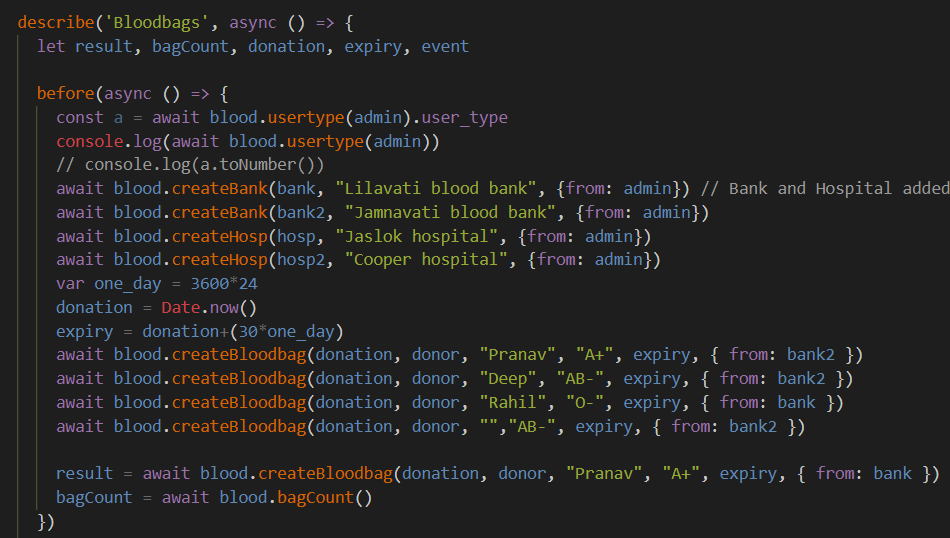 describe('Bloodbags', async () => {
let result, bagCount, donation, expiry, event
before(async () => {
const a = await blood.usertype(admin).user_type
console.log(await blood.usertype(admin))
// console.log(a.toNumber())
await blood.createBank(bank, "Lilavati blood bank", {from: admin}) // Bank and Hospital added
await blood.createBank(bank2, "Jamnavati blood bank", {from: admin})
await blood.createHosp(hosp, "Jaslok hospital", {from: admin})
await blood.createHosp(hosp2, "Cooper hospital", {from: admin})
var one_day = 3600*24
donation = Date.now()
expiry = donation+(30*one_day)
await blood.createBloodbag(donation, donor, "Pranav", "A+", expiry, { from: bank2 })
await blood.createBloodbag(donation, donor, "Deep", "AB-", expiry, { from: bank2 })
await blood.createBloodbag(donation, donor, "Rahil", "O-", expiry, { from: bank })
await blood.createBloodbag(donation, donor, "","AB-", expiry, { from: bank2 })
result = await blood.createBloodbag(donation, donor, "Pranav", "A+", expiry, { from: bank })
bagCount = await blood.bagCount()
})